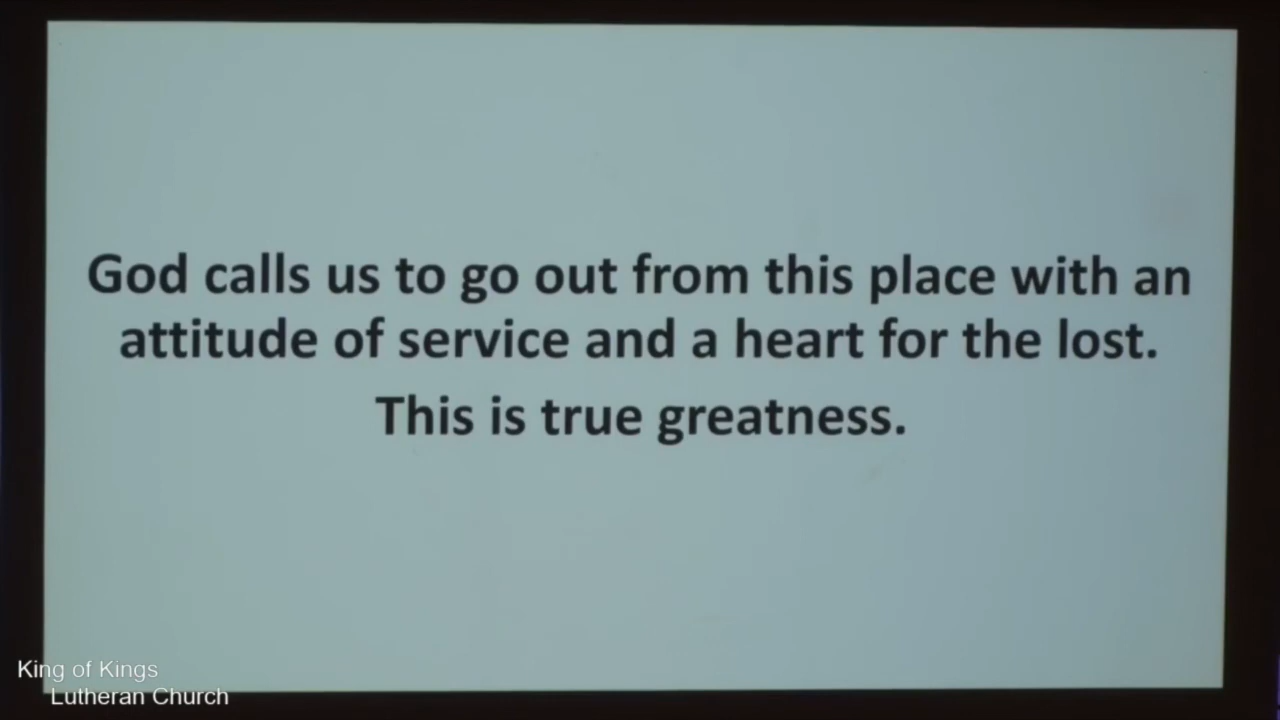 God calls us to go out from this place with an
attitude of service and a heart for the lost.
This is true greatness.
King of Kings
Lutheran Church